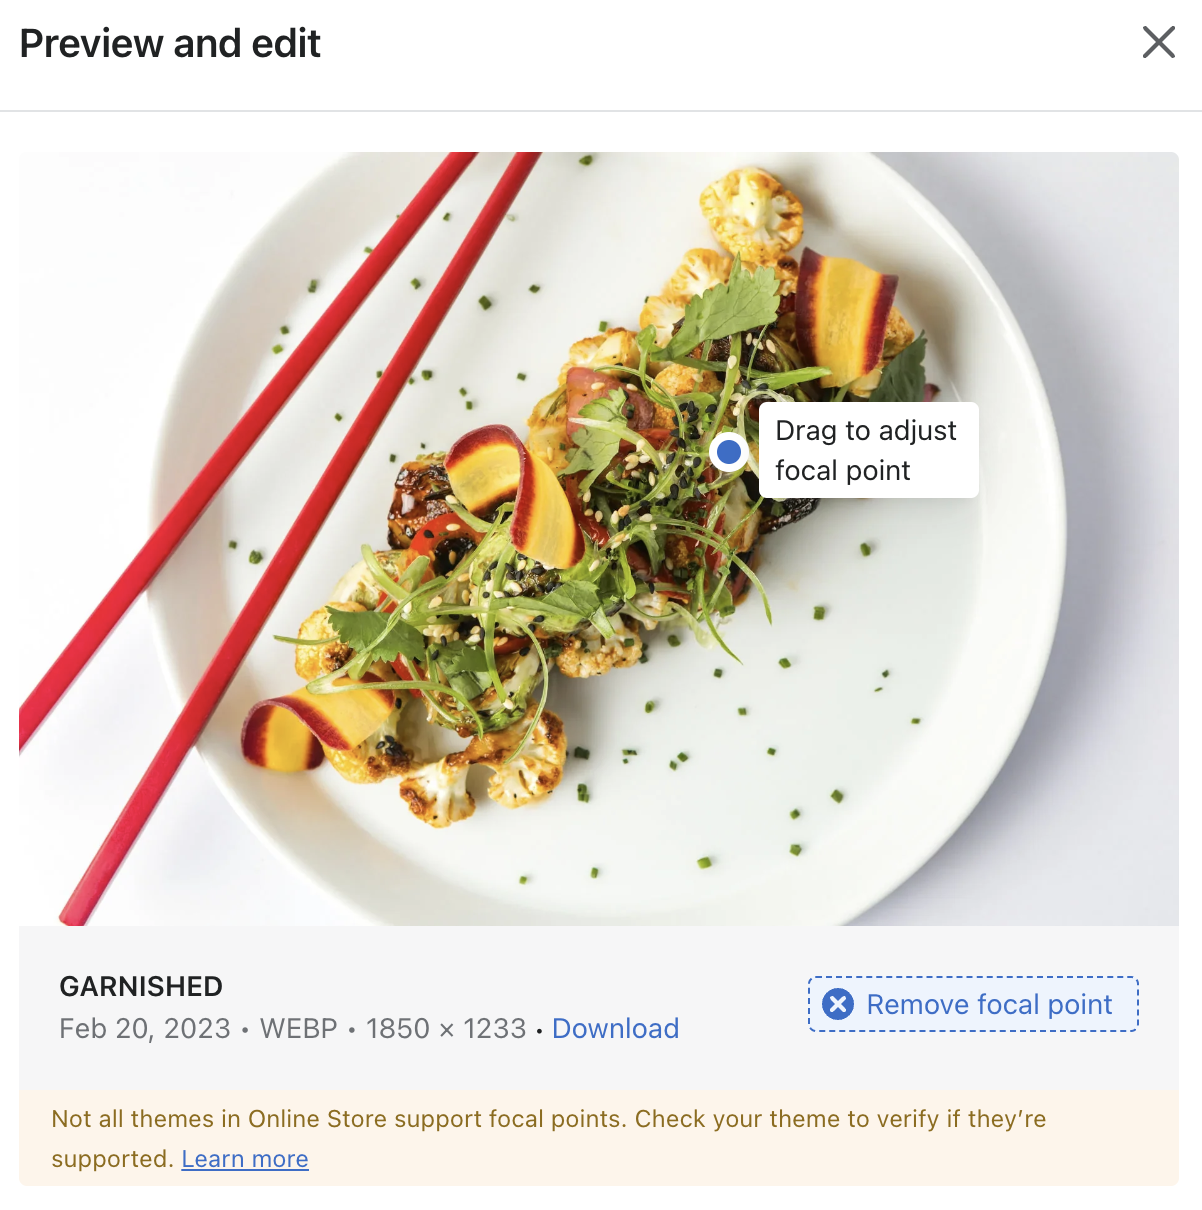 Preview and edit
Drag to adjust
focal point
GARNISHED
Feb 20, 2023 • WEBP • 1850 × 1233 • Download
Remove focal point
Not all themes in Online Store support focal points. Check your theme to verify if they’re
supported. Learn more